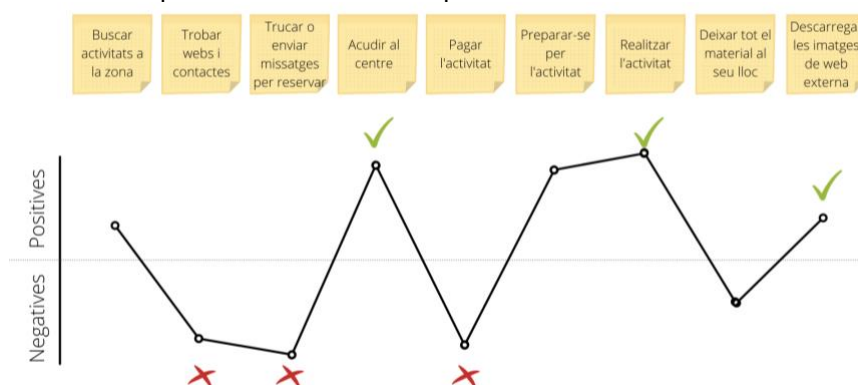 Buscar
activitats a
la zona
Trobar
webs i
contactes
Trucar o
enviar
missatges
per reservar
Acudir al
centre
Pagar
l'activitat
Preparar-se
per
l'activitat
Realitzar
l'activitat
Deixar tot el
material al
seu lloc
Descarrega
les imatges
de web
externa
Positives
Negatives